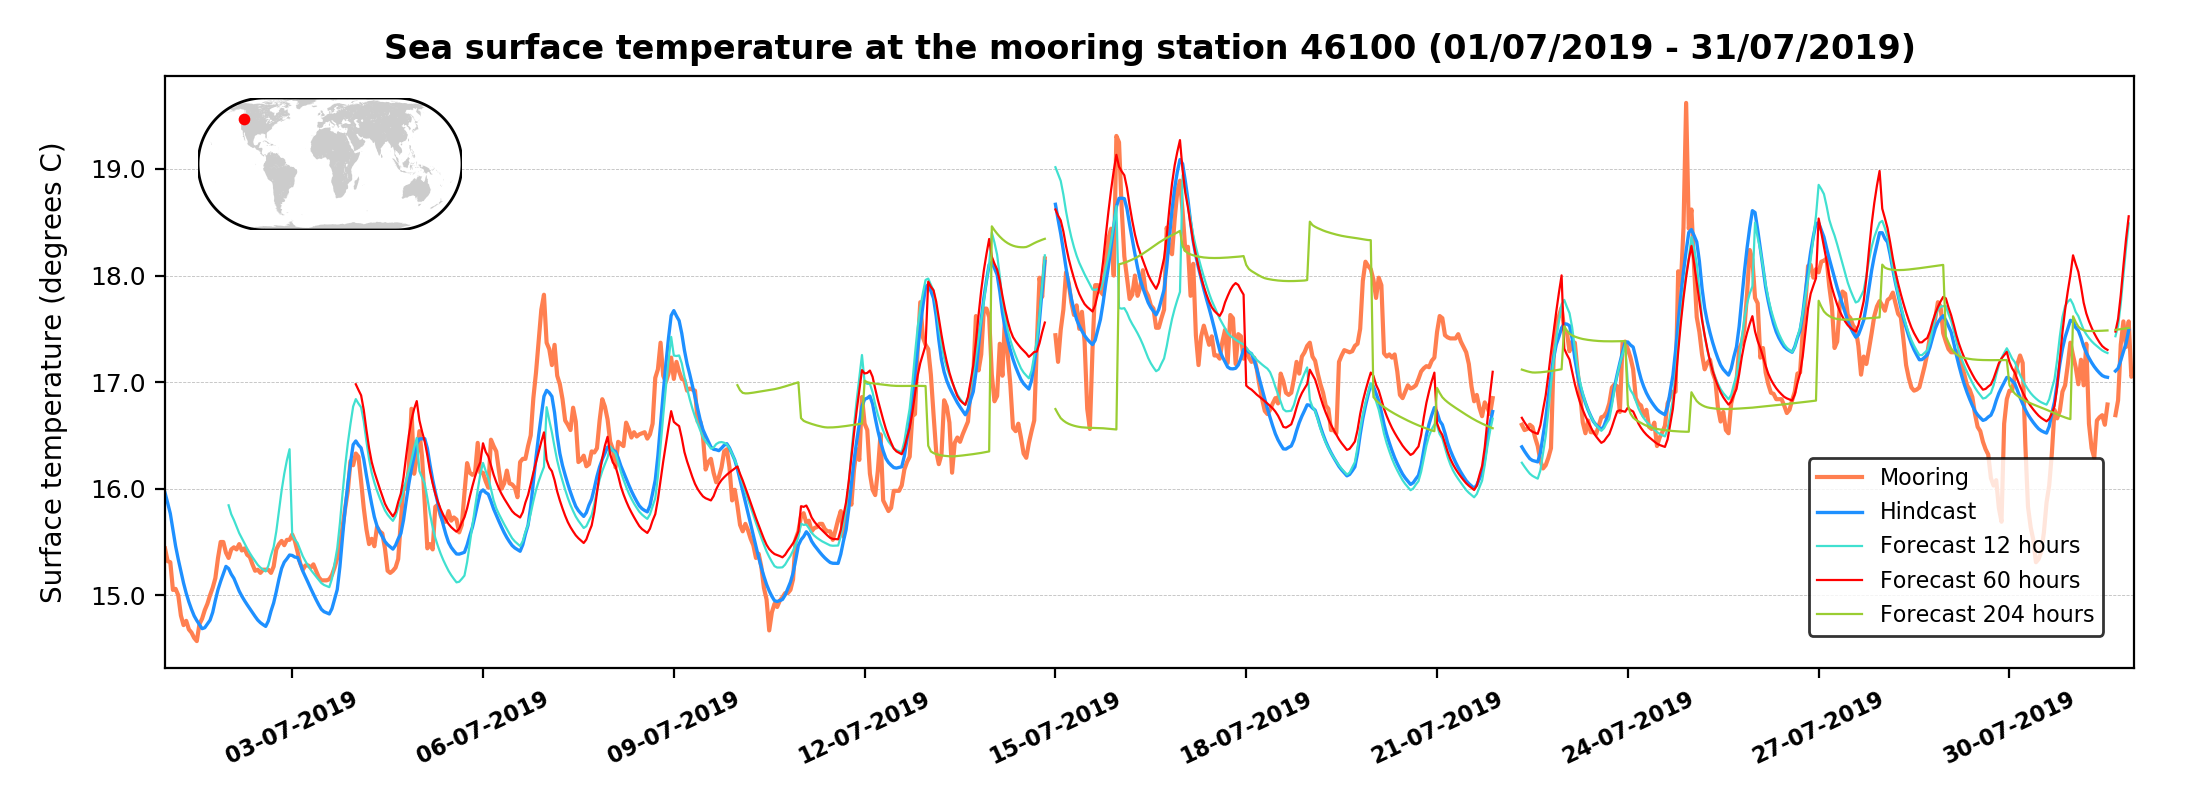 Sea surface temperature at the mooring station 46100 (01/07/2019 - 31/07/2019)
Surface temperature (degrees C)
19.0
18.0
17.0
16.0
15.0
Mooring
Hindcast
Forecast 12 hours
Forecast 60 hours
Forecast 204 hours
03-07-2019
06-07-2019
09-07-2019
12-07-2019
15-07-2019
18-07-2019
21-07-2019
24-07-2019
27-07-2019
30-07-2019